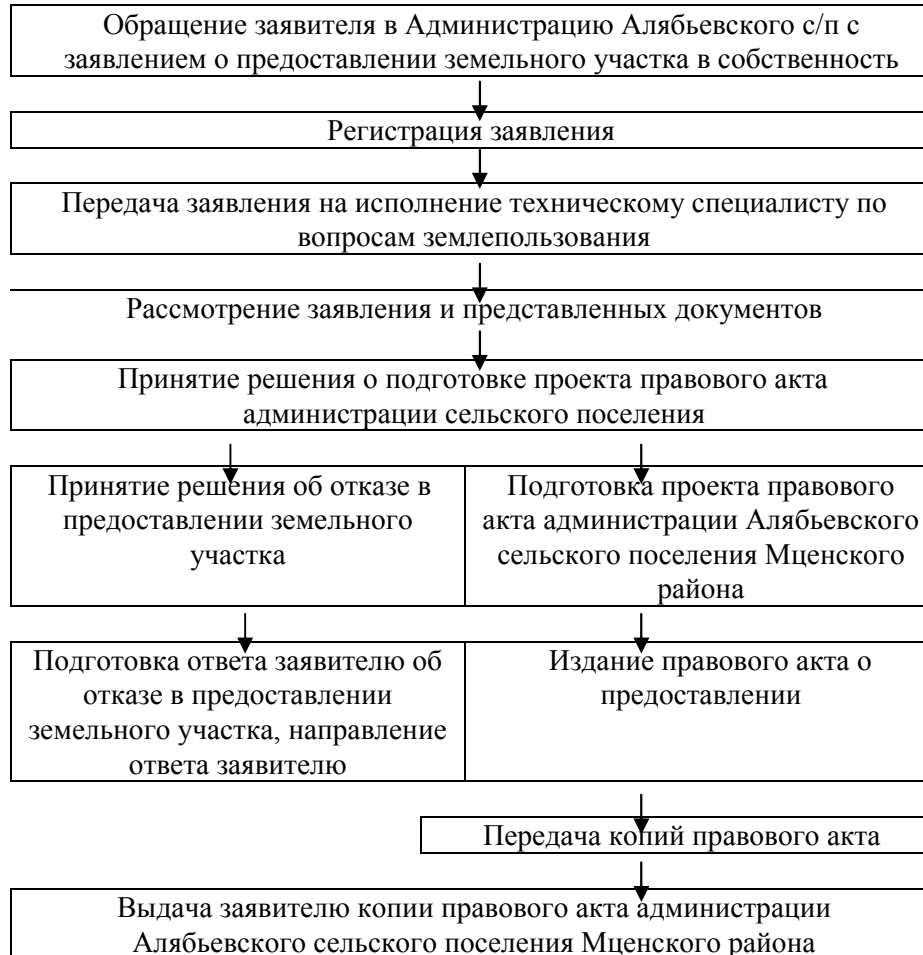 Обращение заявителя в Администрацию Алябьевского с/п с
заявлением о предоставлении земельного участка в собственность
Регистрация заявления
Передача заявления на исполнение техническому специалисту по
вопросам землепользования
Рассмотрение заявления и представленных документов
Принятие решения о подготовке проекта правового акта
администрации сельского поселения
Принятие решения об отказе в
предоставлении земельного
участка
Подготовка проекта правового
акта администрации Алябьевского
сельского поселения Мценского
района
Подготовка ответа заявителю об
отказе в предоставлении
земельного участка, направление
ответа заявителю
Издание правового акта о
предоставлении
Передача копий правового акта
Выдача заявителю копии правового акта администрации
Алябьевского сельского поселения Мценского района